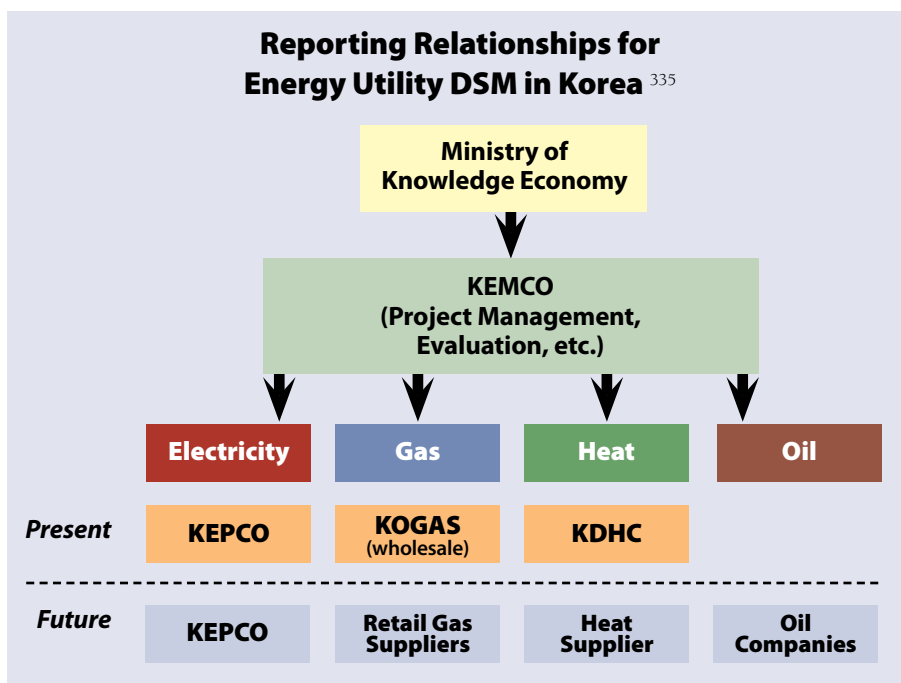 Reporting Relationships for
Energy Utility DSM in Korea 335
Ministry of
Knowledge Economy
KEMCO
(Project Management,
Evaluation, etc.)
Electricity
Gas
Heat
Oil
Present
KEPCO
KOGAS
(wholesale)
KDHC
Future
KEPCO
Retail Gas
Suppliers
Heat
Supplier
Oil
Companies